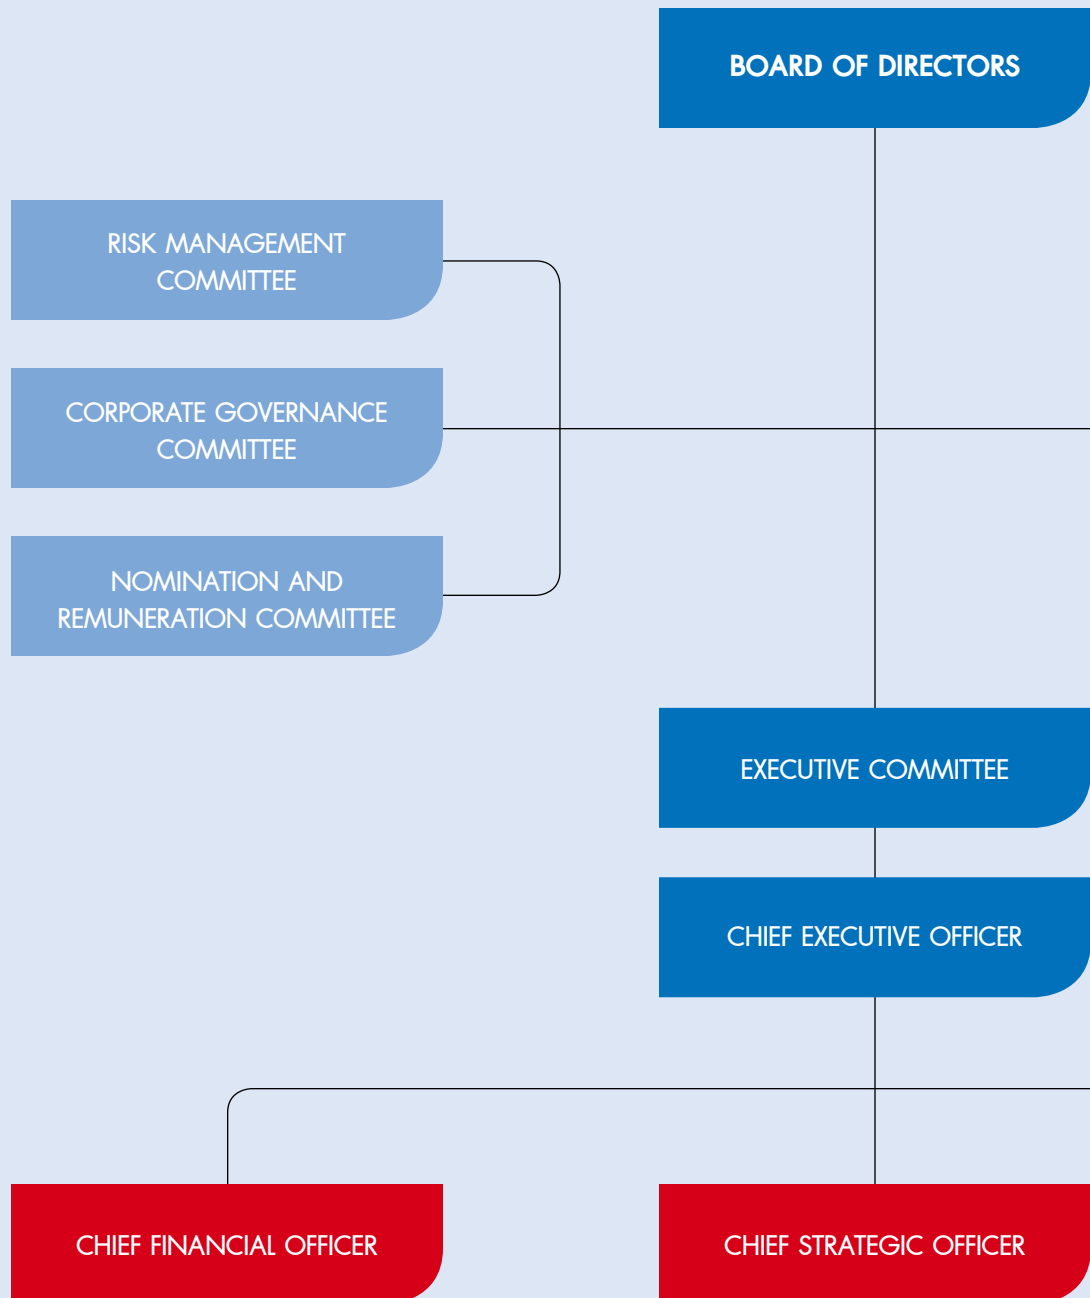 BOARD OF DIRECTORS
RISK MANAGEMENT
COMMITTEE
CORPORATE GOVERNANCE
COMMITTEE
NOMINATION AND
REMUNERATION COMMITTEE
EXECUTIVE COMMITTEE
CHIEF EXECUTIVE OFFICER
CHIEF FINANCIAL OFFICER
CHIEF STRATEGIC OFFICER